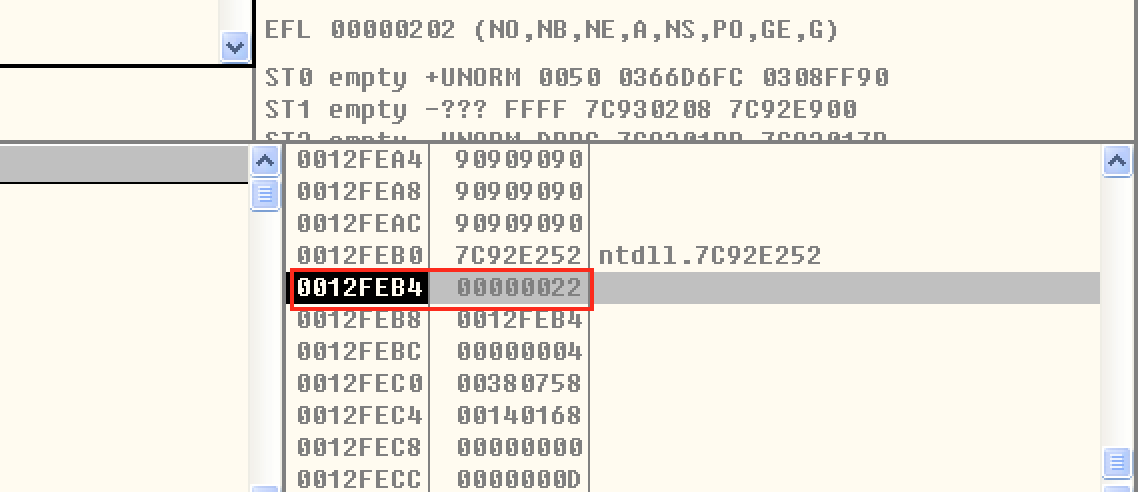 EFL 00000202 (NO,NB,NE,A,NS,PO,GE,G)
ST0 empty +UNORM 0050 0366D6FC 0308FF90
ST1 empty -??? FFFF 7C930208 7C92E900
0012FEA4 90909090
0012FEA8 90909090
0012FEAC 90909090
0012FEB0 7C92E252 ntdll.7C92E252
0012FEB4 00000022
0012FEB8 0012FEB4
0012FEBC 00000004
0012FEC0 00380758
0012FEC4 00140168
0012FEC8 00000000
0012FECC 0000000D